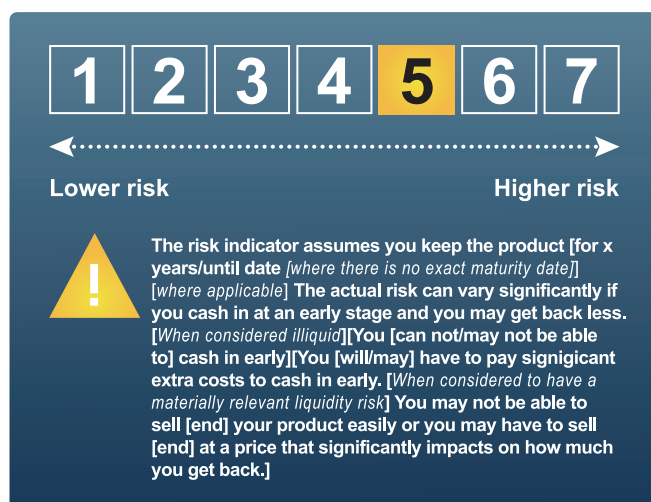 1 2 3 4 5 6 7
Lower risk Higher risk
!
The risk indicator assumes you keep the product [for x
years/until date [where there is no exact maturity date]]
[where applicable] The actual risk can vary significantly if
you cash in at an early stage and you may get back less.
[When considered illiquid][You [can not/may not be able
to] cash in early][You [will/may] have to pay signigicant
extra costs to cash in early. [When considered to have a
materially relevant liquidity risk] You may not be able to
sell [end] your product easily or you may have to sell
[end] at a price that significantly impacts on how much
you get back.]